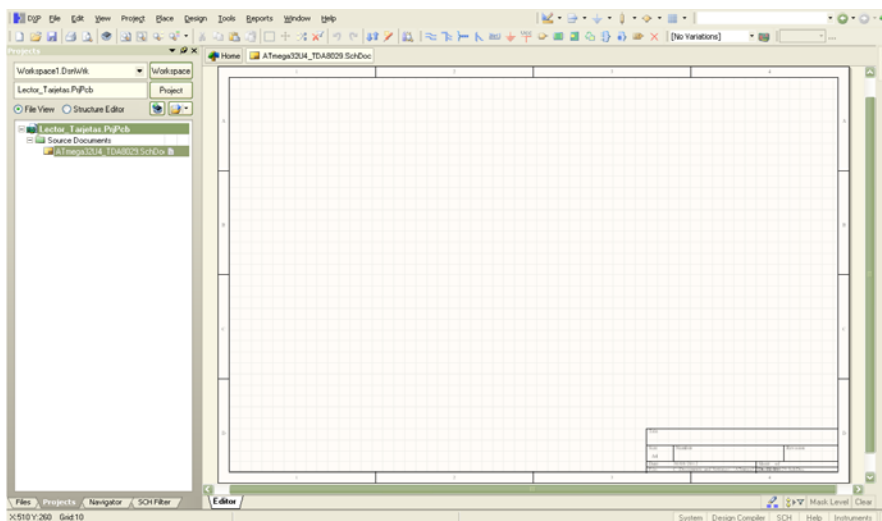 DXP File Edit View Project Place Design Tools Reports Window Help
[No Variations]
Projects
Home ATmega32U4_TDA8029.SchDoc
Workspace1.DsnWrk Workspace
Lector_Tarjetas.PrjPcb Project
File View Structure Editor
Lector_Tarjetas.PrjPcb
Source Documents
ATmega32U4_TDA8029.SchDo
Files Projects Navigator SCH Filter
Editor
Mask Level Clear
X:510 Y:260 Grid:10
System Design Compiler SCH Help Instruments